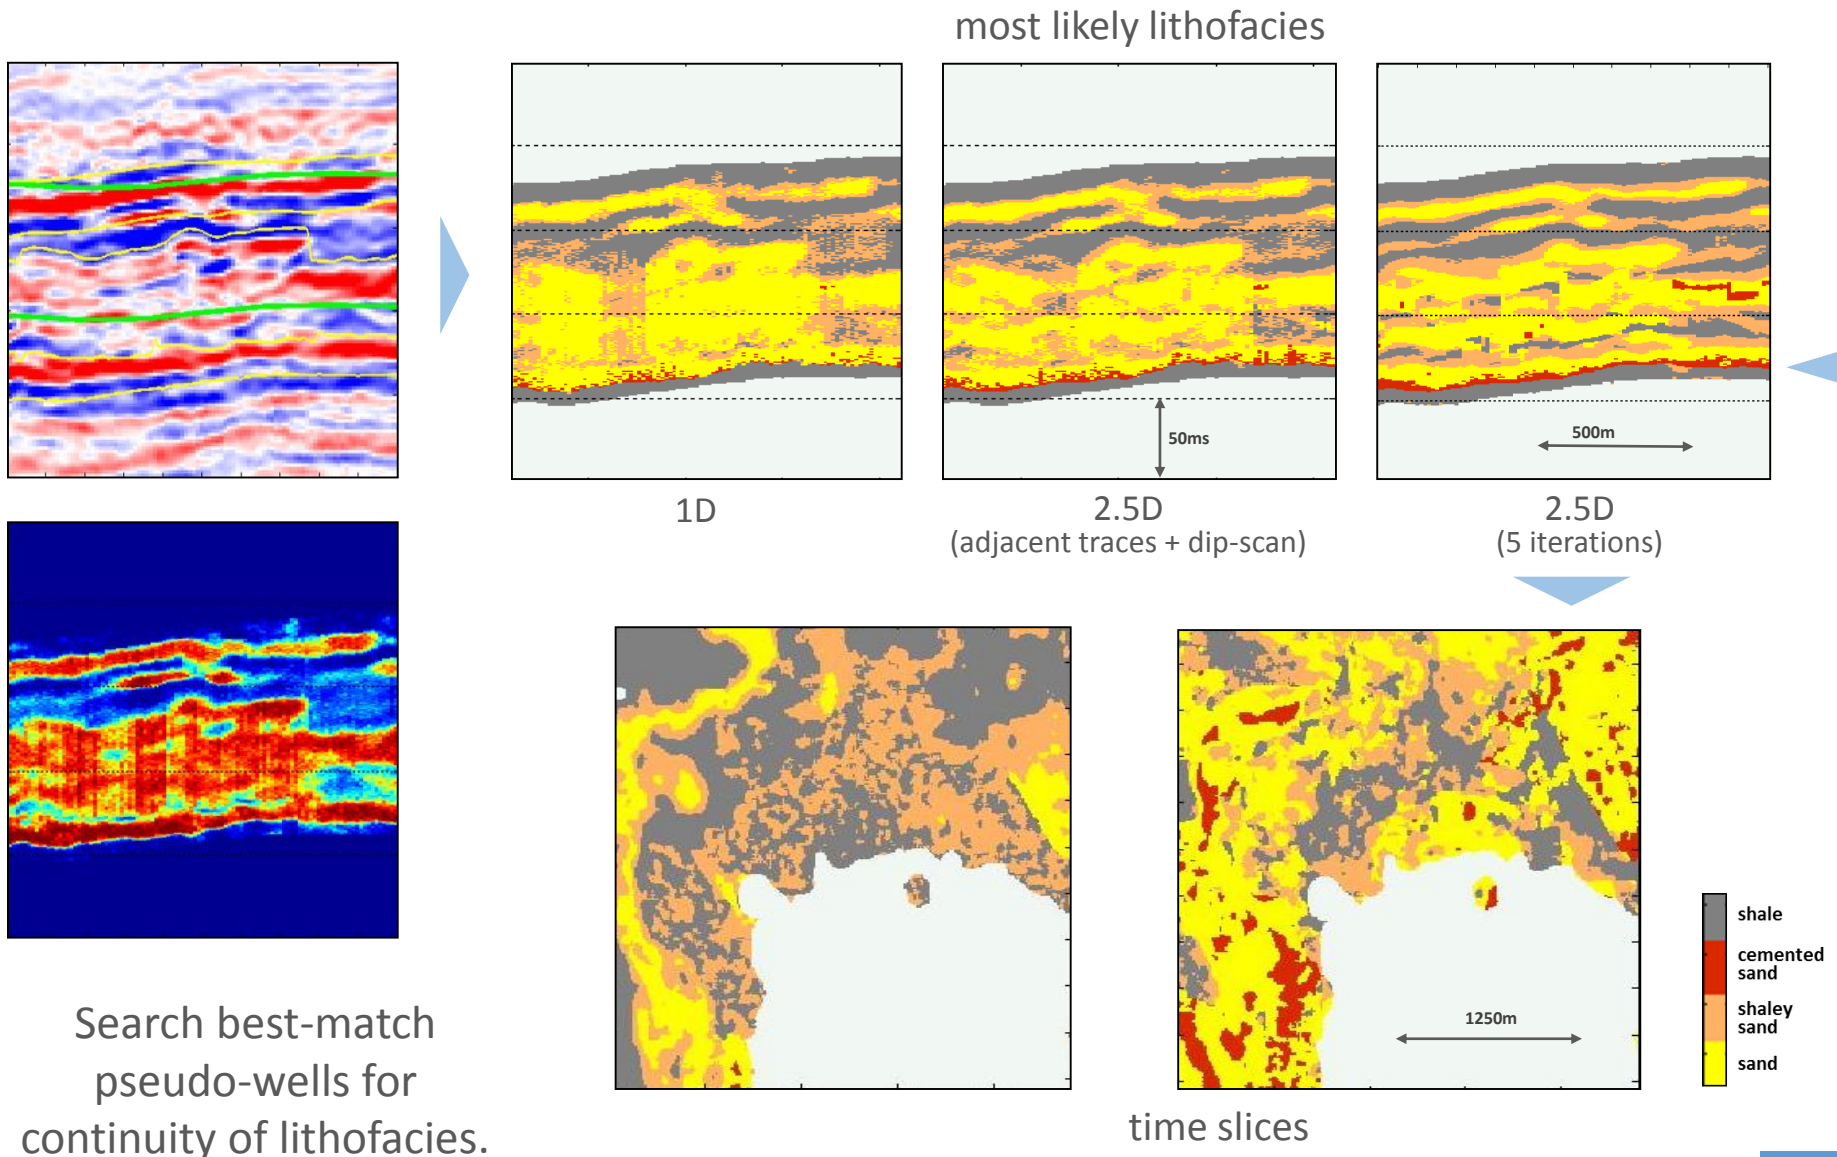 most likely lithofacies
50ms
500m
1D
2.5D
(adjacent traces + dip-scan)
2.5D
(5 iterations)
1250m
shale
cemented
sand
shaley
sand
sand
Search best-match
pseudo-wells for
continuity of lithofacies.
time slices